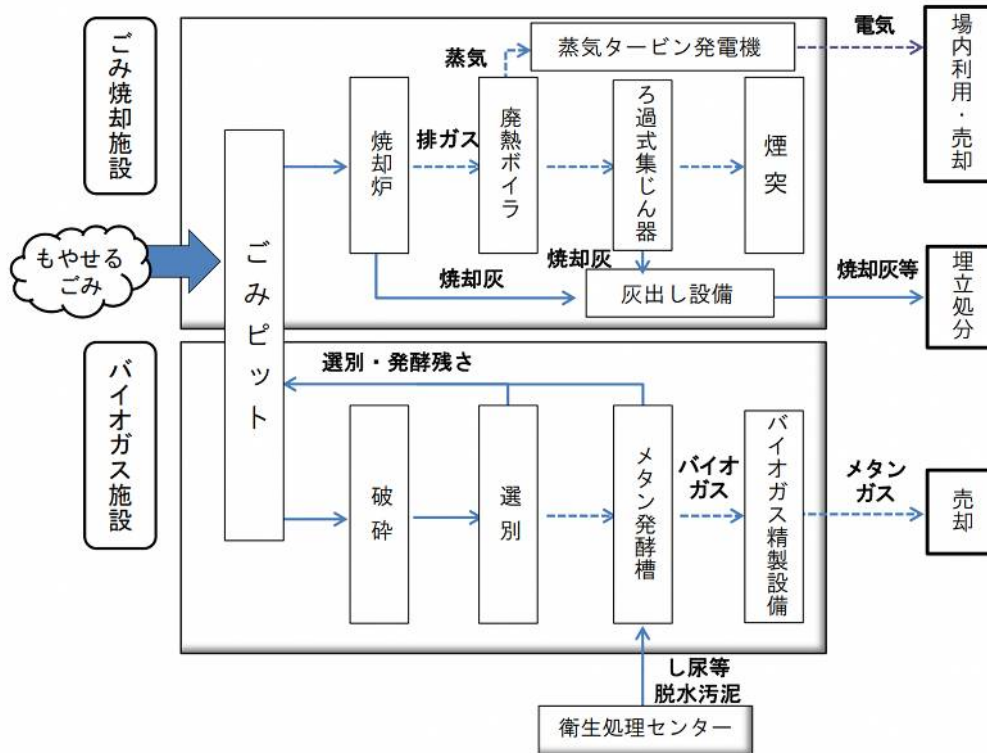 ごみ焼却施設
蒸気
蒸気タービン発電機
電気
場内利用・売却
焼却炉
排ガス
廃熱ボイラ
ろ過式集じん器
煙突
もやせる
ごみ
ごみピット
焼却灰
焼却灰
灰出し設備
焼却灰等
埋立処分
バイオガス施設
選別・発酵残さ
破砕
選別
メタン発酵槽
バイオ
ガス
バイオガス精製設備
メタン
ガス
売却
し尿等
脱水汚泥
衛生処理センター